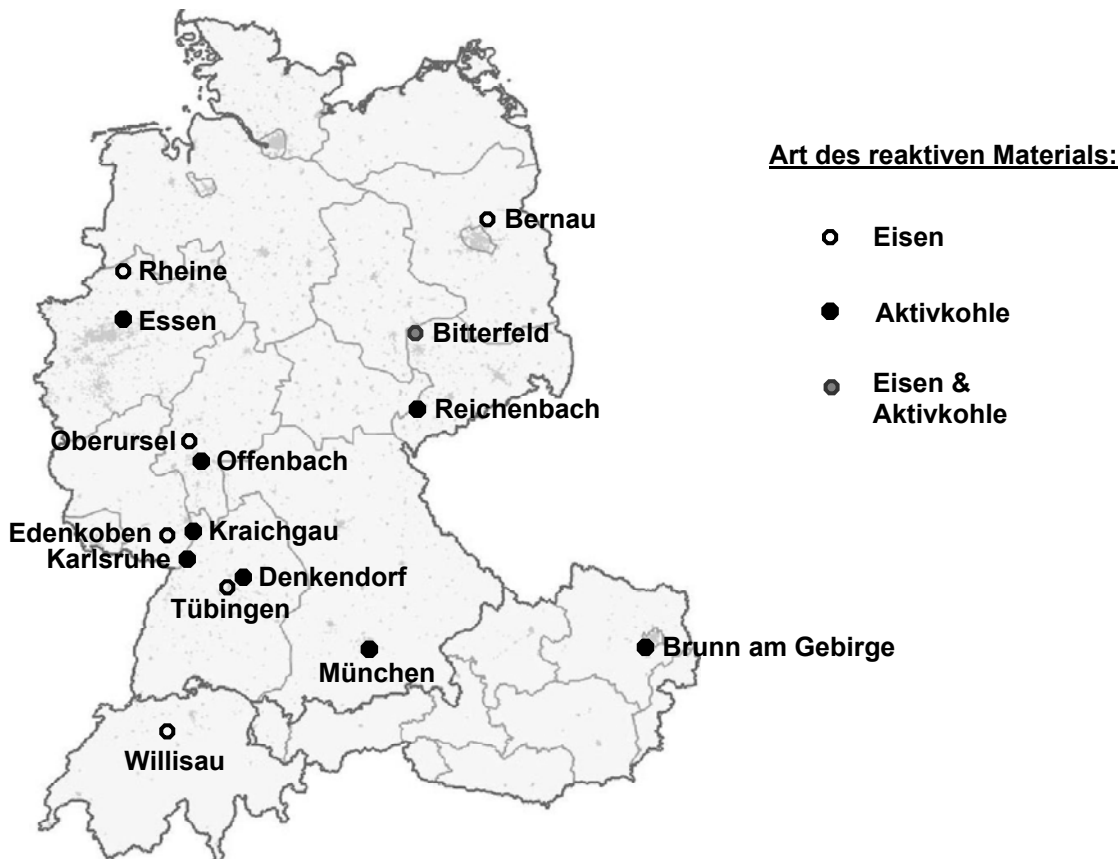 Art des reaktiven Materials:
Eisen
Aktivkohle
Eisen &
Aktivkohle
Bernau
Rheine
Essen
Bitterfeld
Reichenbach
Oberursel
Offenbach
Edenkoben
Kraichgau
Karlsruhe
Denkendorf
Tübingen
München
Brunn am Gebirge
Willisau